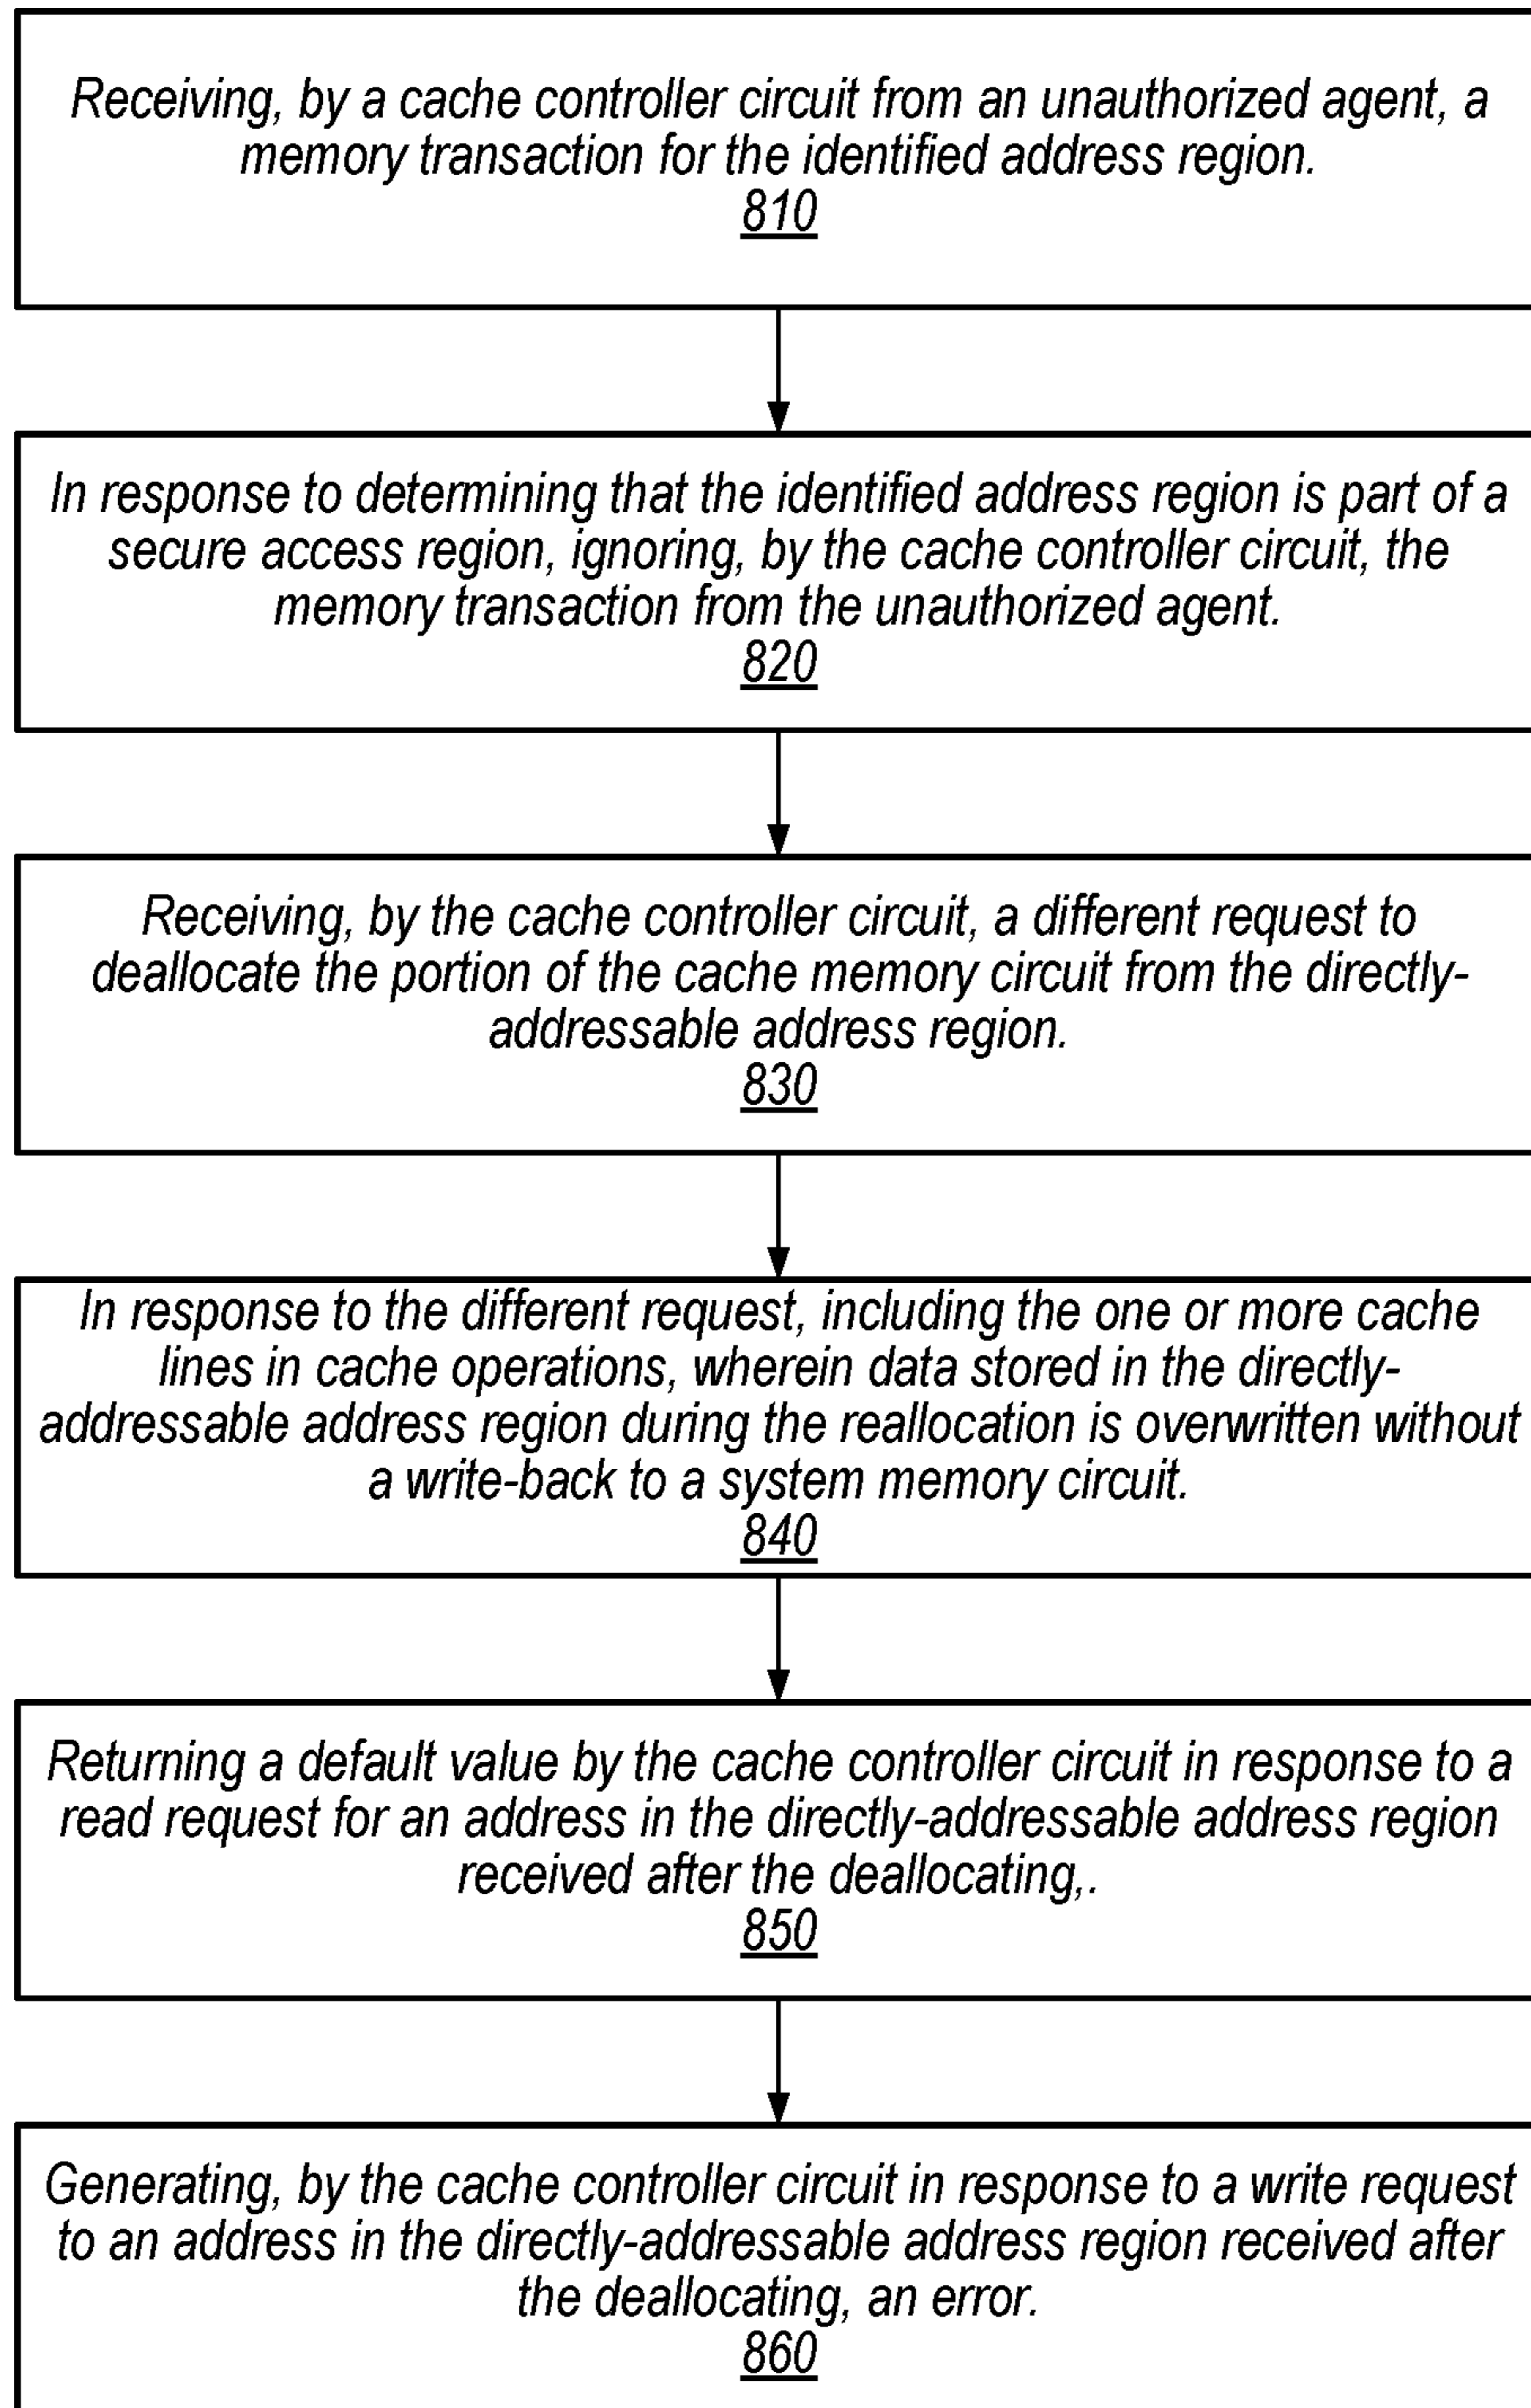 Receiving, by a cache controller circuit from an unauthorized agent, a
memory transaction for the identified address region.
810
In response to determining that the identified address region is part of a
secure access region, ignoring, by the cache controller circuit, the
memory transaction from the unauthorized agent.
820
Receiving, by the cache controller circuit, a different request to
deallocate the portion of the cache memory circuit from the directly-
addressable address region.
830
In response to the different request, including the one or more cache
lines in cache operations, wherein data stored in the directly-
addressable address region during the reallocation is overwritten without
a write-back to a system memory circuit.
840
Returning a default value by the cache controller circuit in response to a
read request for an address in the directly-addressable address region
received after the deallocating,.
850
Generating, by the cache controller circuit in response to a write request
to an address in the directly-addressable address region received after
the deallocating, an error.
860